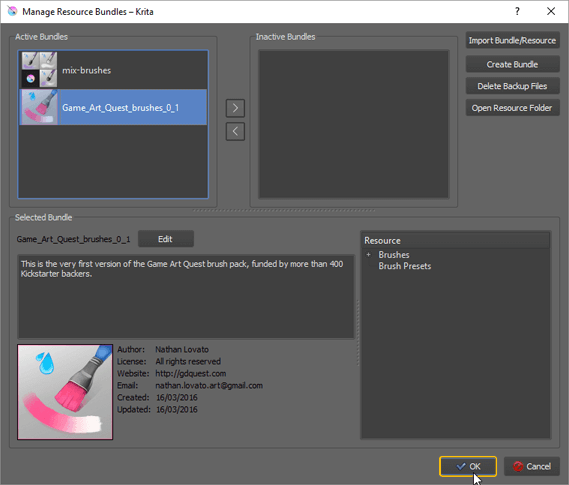 Manage Resource Bundles – Krita
Active Bundles
mix-brushes
Game_Art_Quest_brushes_0_1
Inactive Bundles
Import Bundle/Resource
Create Bundle
Delete Backup Files
Open Resource Folder
Selected Bundle
Game_Art_Quest_brushes_0_1 Edit
This is the very first version of the Game Art Quest brush pack, funded by more than 400
Kickstarter backers.
Author: Nathan Lovato
License: All rights reserved
Website: http://gdquest.com
Email: nathan.lovato.art@gmail.com
Created: 16/03/2016
Updated: 16/03/2016
Resource
Brushes
Brush Presets
OK Cancel